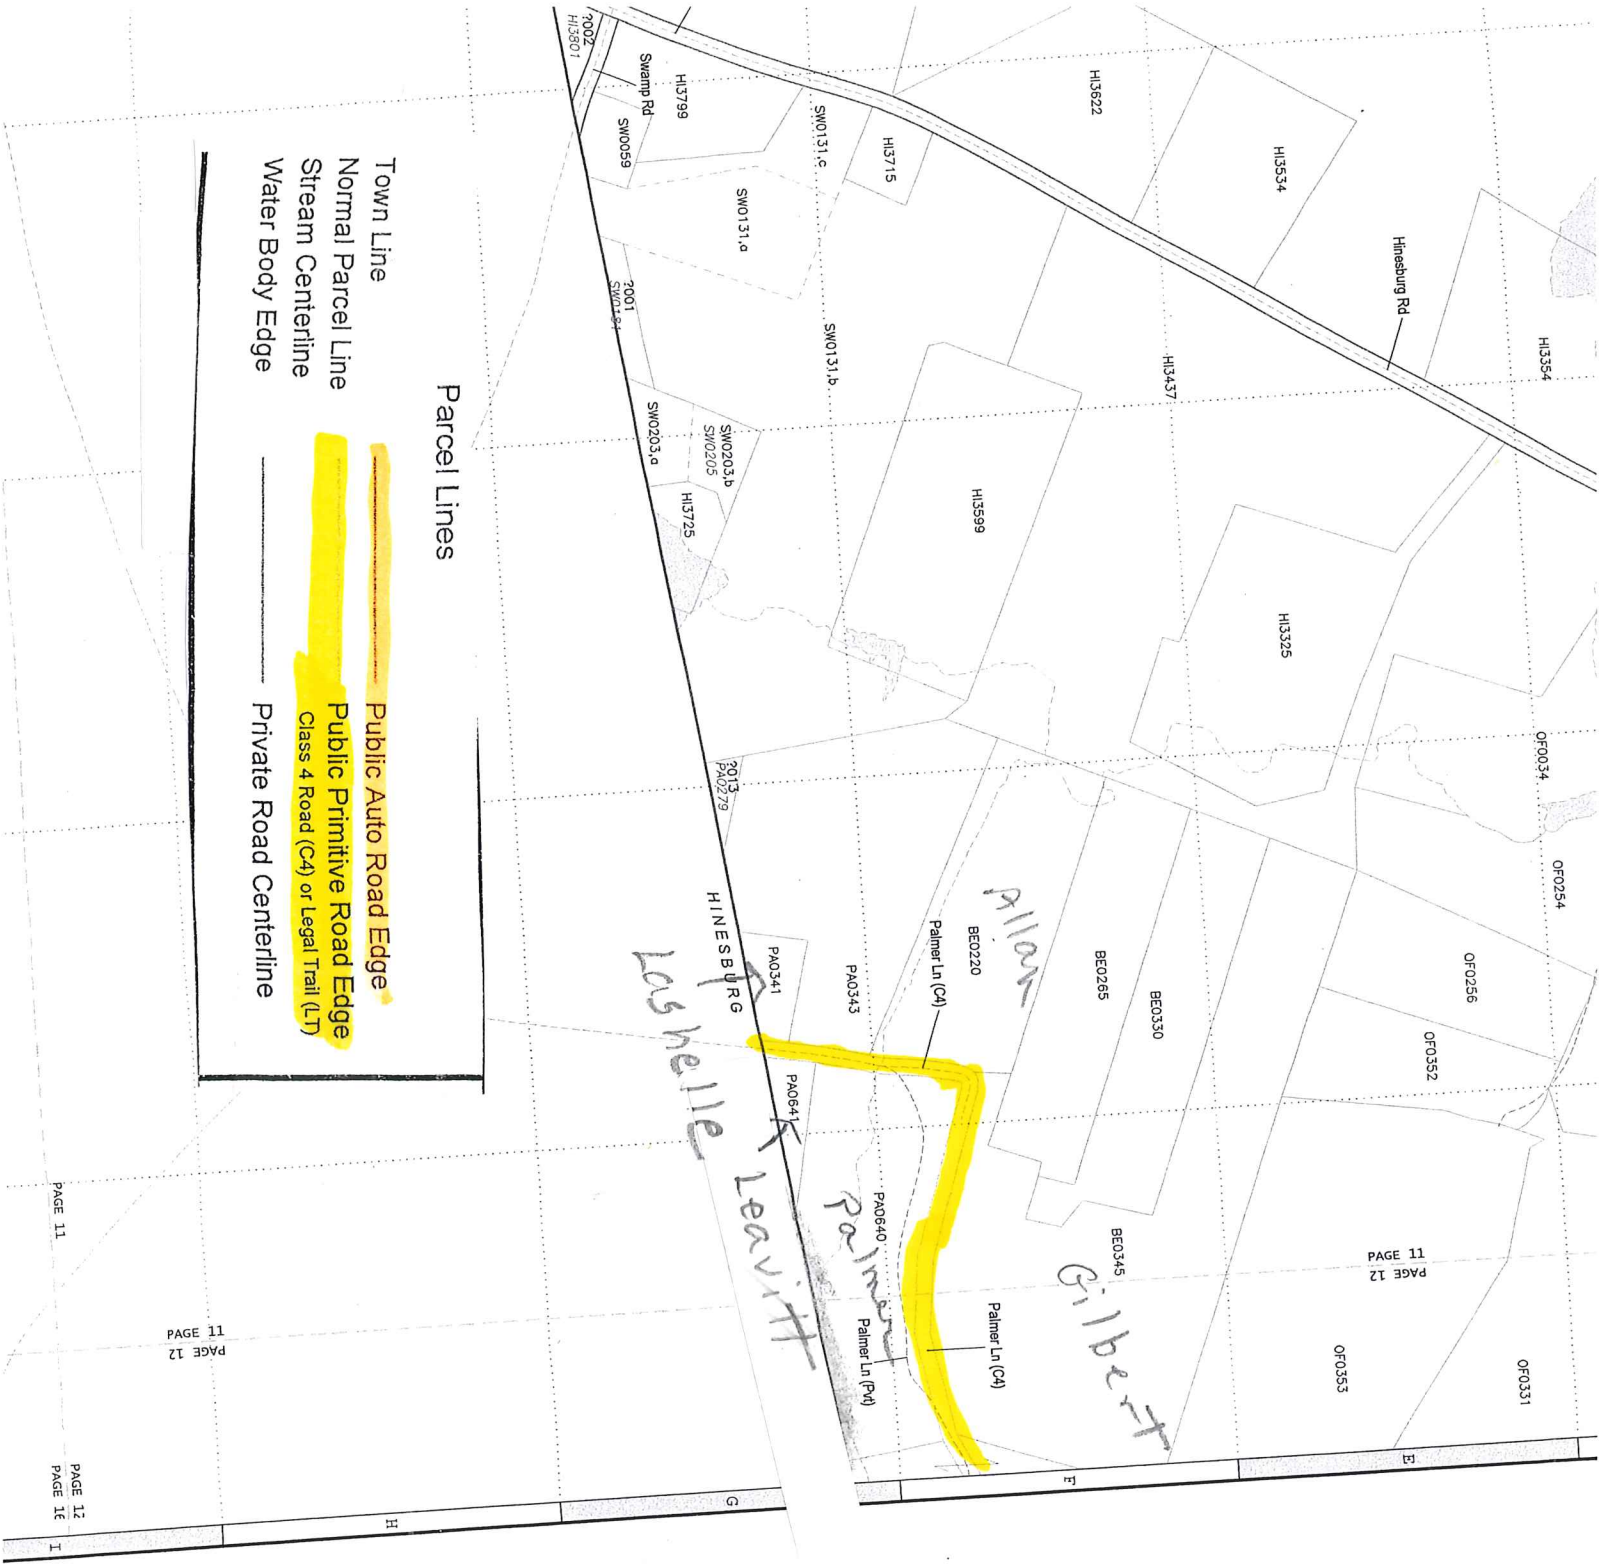 ?002
HI3801
Swamp Rd
HI3799
SW0059
SW0131,c
HI3715
SW0131,a
HI3622
HI3534
Hinesburg Rd
HI3354
?001
SW0181
SW0131,b
HI3437
SW0203,a
SW0203,b
SW0205
HI3725
HI3599
HI3325
OF0034
OF0254
?013
PA0279
HINESBURG
PA0341
PA0343
Palmer Ln (C4)
BE0220
Allan
BE0265
BE0330
OF0256
OF0352
Lashelle
PA0641
Leavitt
PA0640
Palmer
Palmer Ln (Pvt)
Palmer Ln (C4)
BE0345
Gilbert
PAGE 11
PAGE 12
OF0353
OF0331
Parcel Lines
Town Line
Public Auto Road Edge
Normal Parcel Line
Public Primitive Road Edge
Stream Centerline
Class 4 Road (C4) or Legal Trail (LT)
Water Body Edge
Private Road Centerline
PAGE 11
PAGE 11
PAGE 12
PAGE 12
PAGE 16
E
F
G
H
I